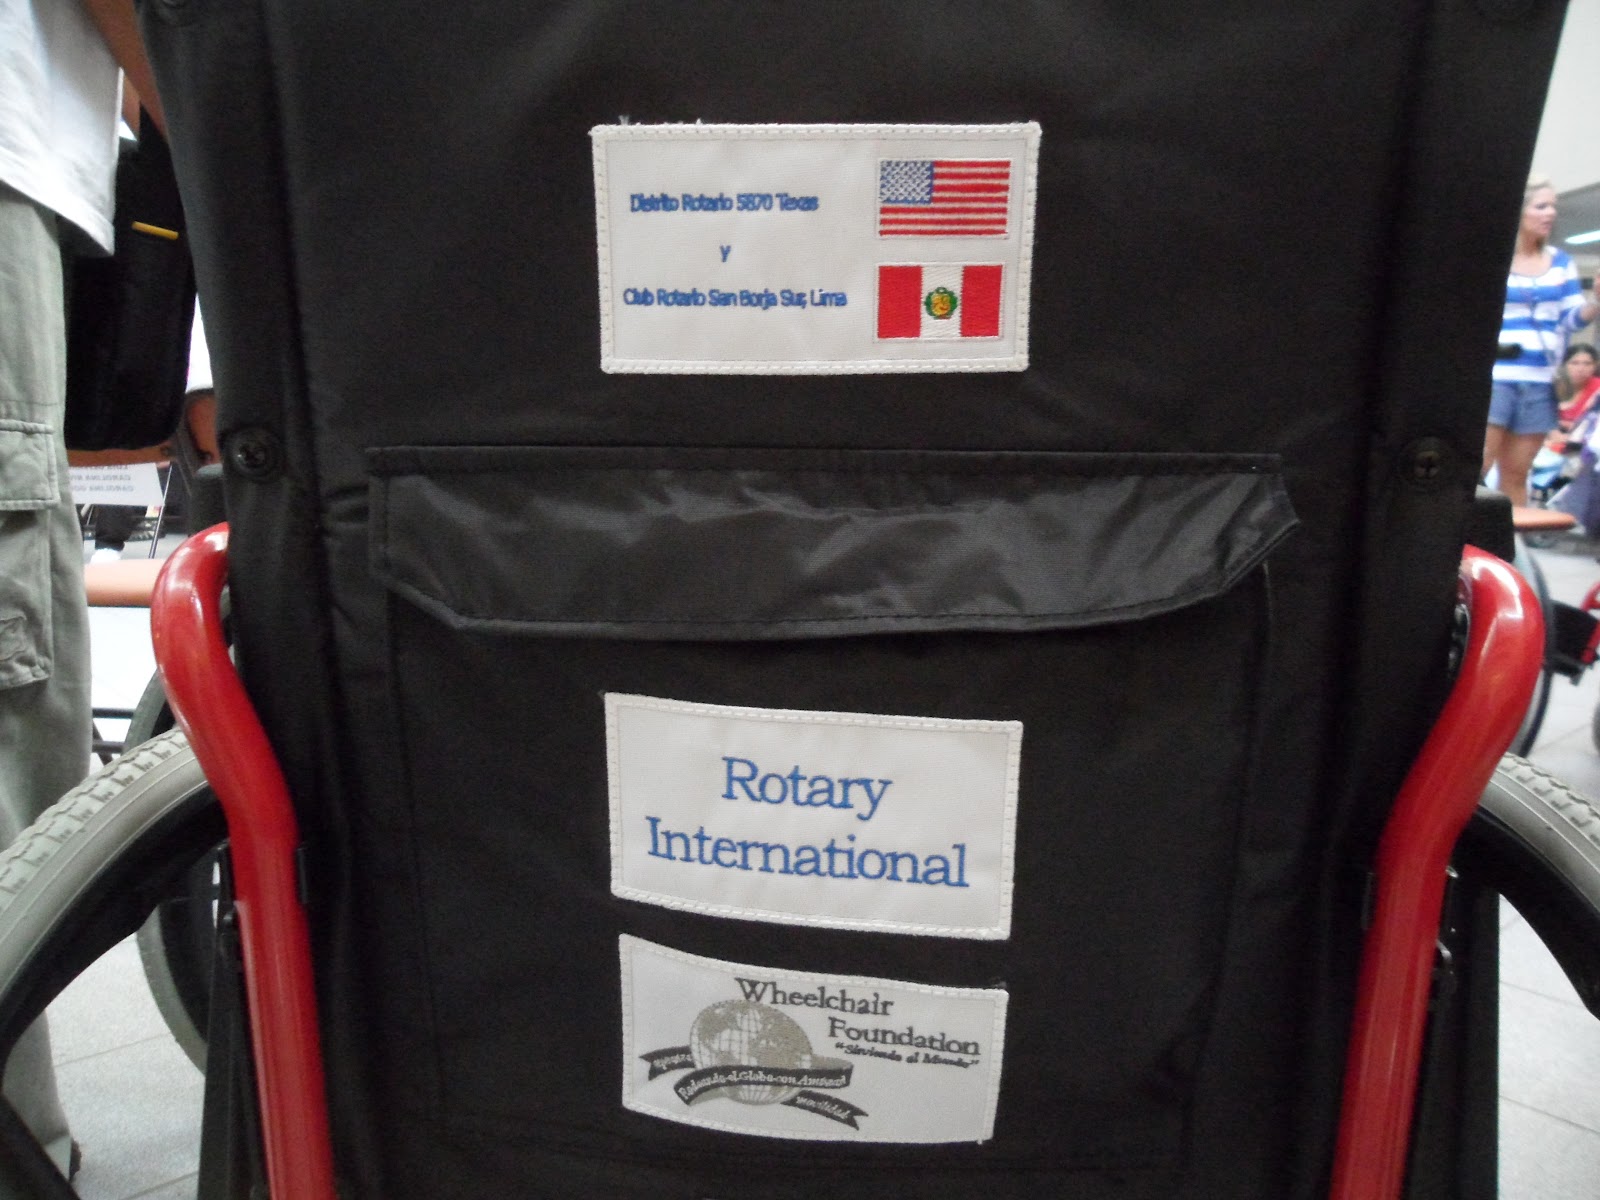 Distrito Rotario 5870 Texas
y
Club Rotario San Borja Sur, Lima
Rotary
International
Wheelchair
Foundation
"Sirviendo al Mundo"
Rodeando el Globo con Amistad
movilidad